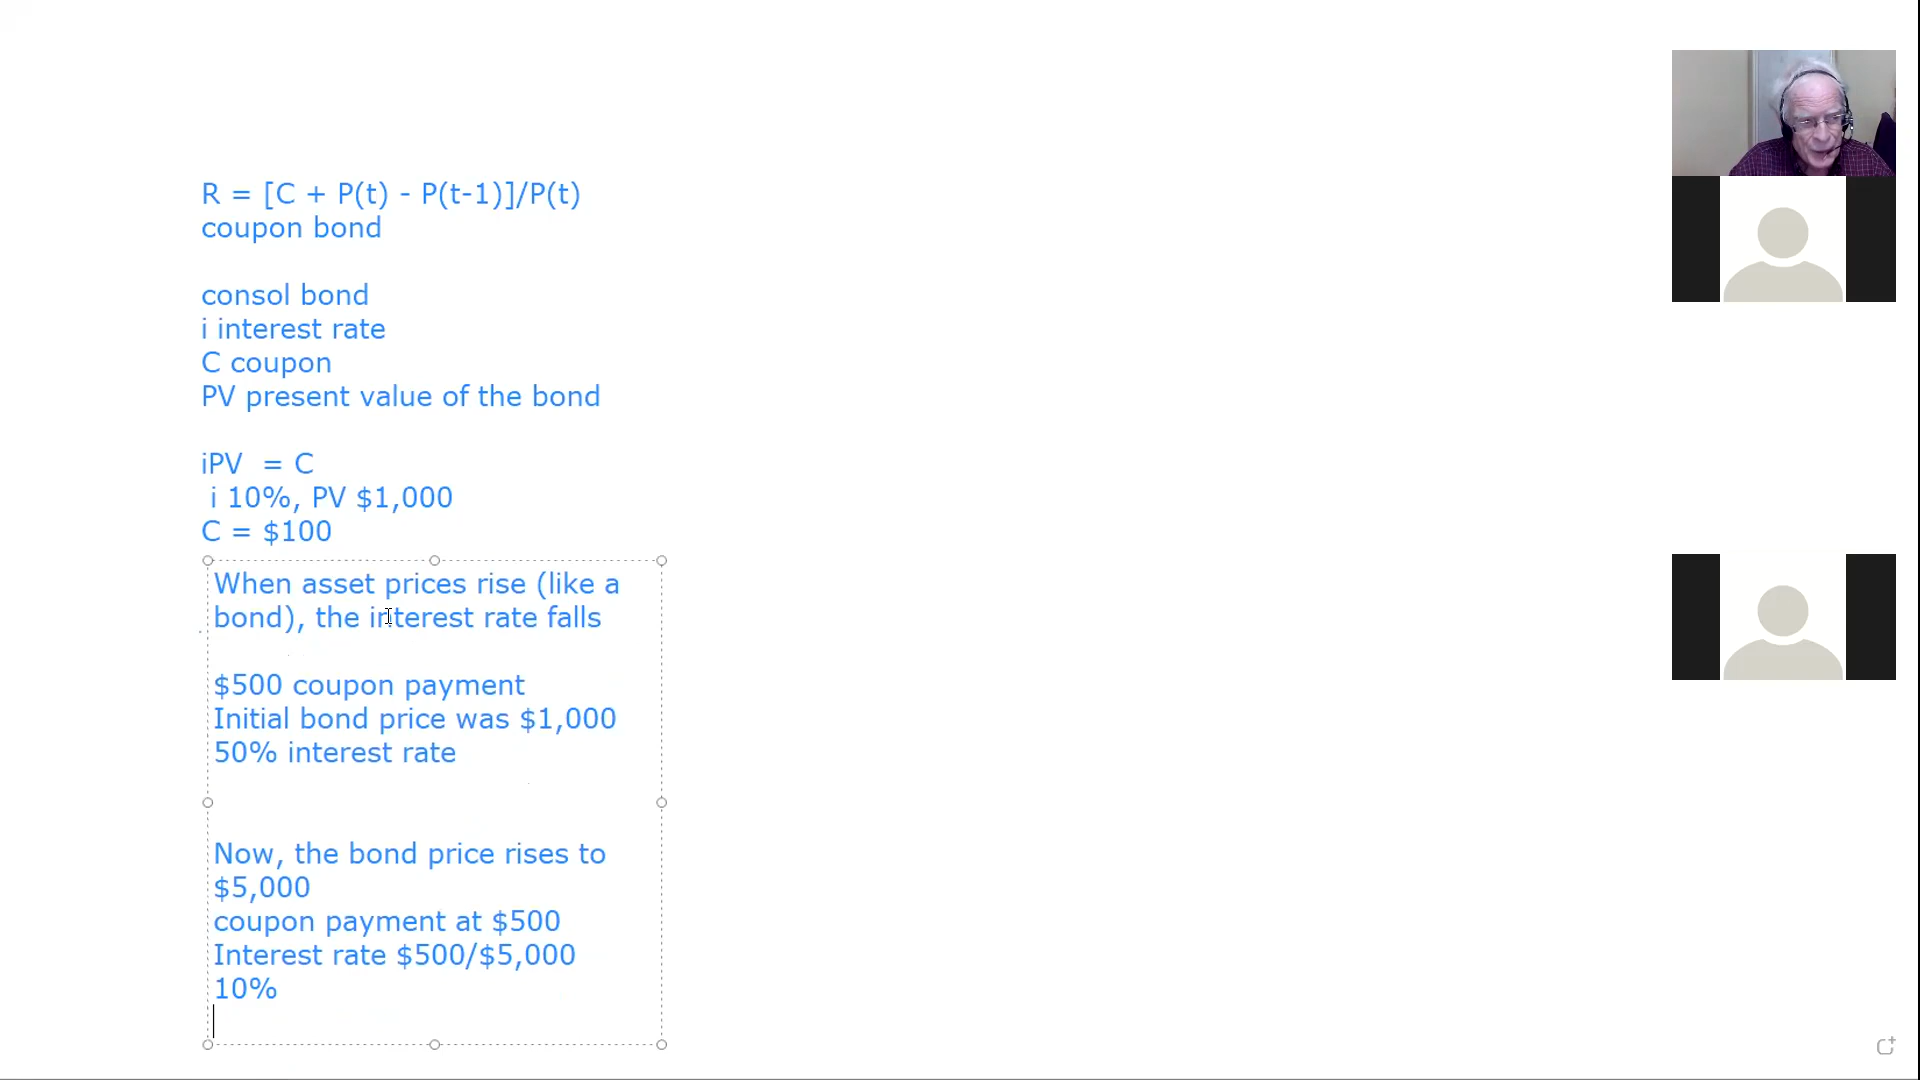 R = [C + P(t) - P(t-1)]/P(t)
coupon bond
consol bond
i interest rate
C coupon
PV present value of the bond
iPV  = C
i 10%, PV $1,000
C = $100
When asset prices rise (like a
bond), the interest rate falls
$500 coupon payment
Initial bond price was $1,000
50% interest rate
Now, the bond price rises to
$5,000
coupon payment at $500
Interest rate $500/$5,000
10%